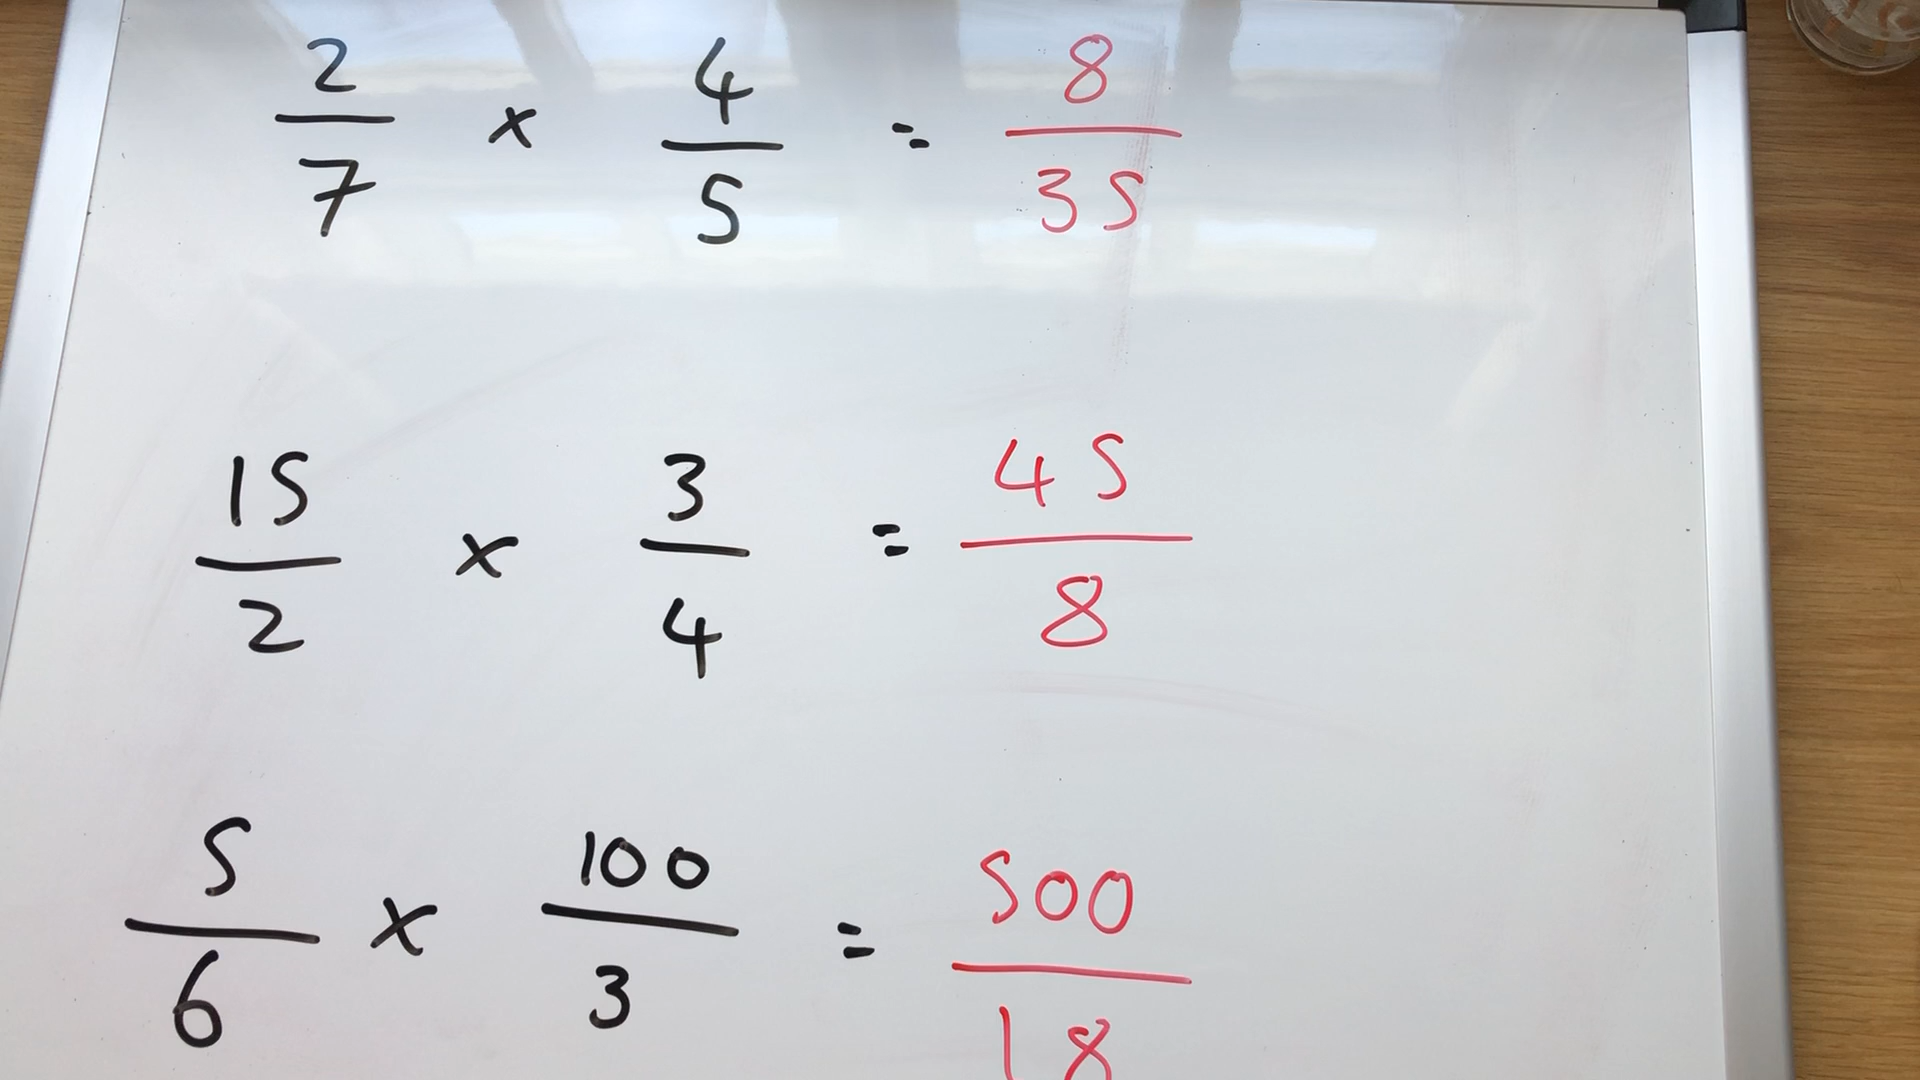 2/7 x 4/5 = 8/35
15/2 x 3/4 = 45/8
5/6 x 100/3 = 500/18